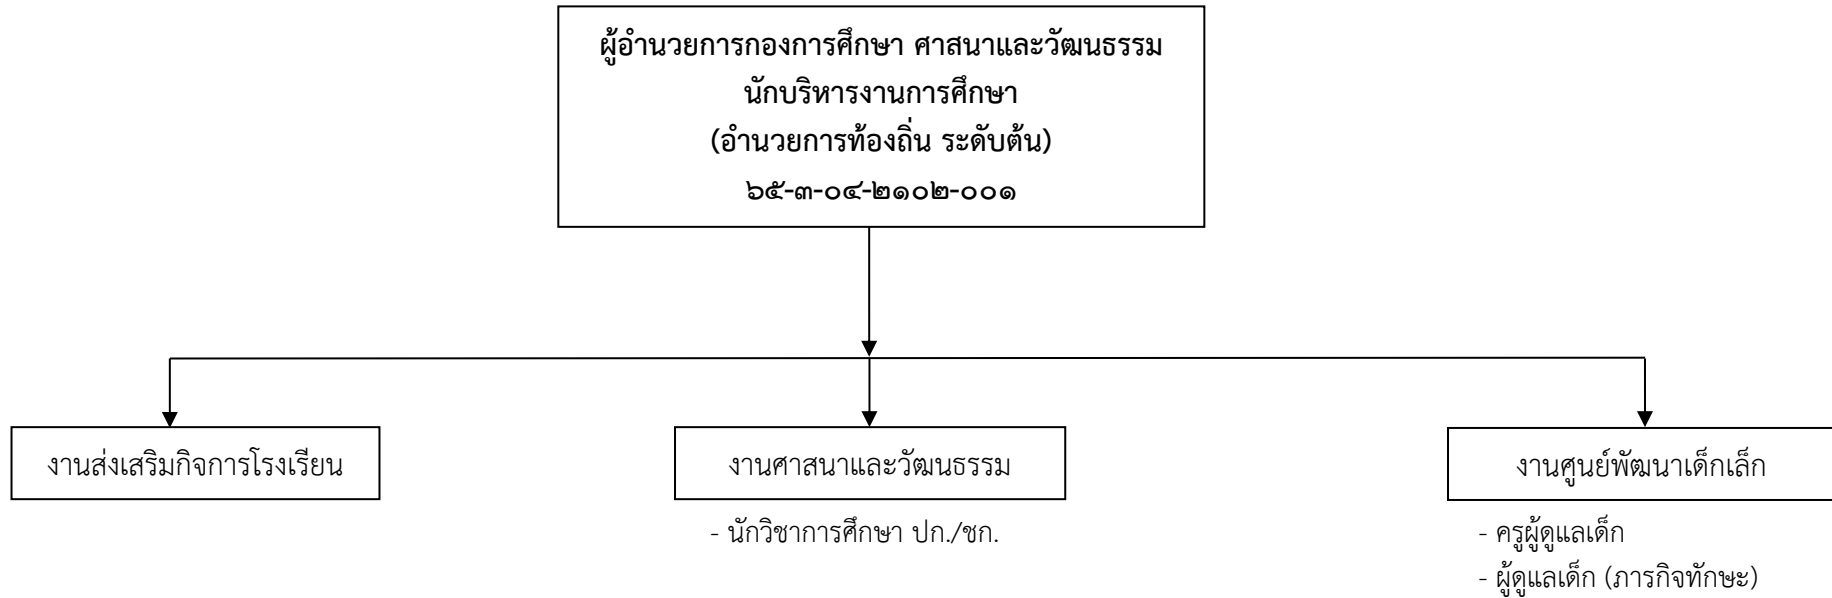 ผู้อำนวยการกองการศึกษา ศาสนาและวัฒนธรรม
นักบริหารงานการศึกษา
(อำนวยการท้องถิ่น ระดับต้น)
๖๕-๓-๐๔-๒๑๐๒-๐๐๑
งานส่งเสริมกิจการโรงเรียน
งานศาสนาและวัฒนธรรม
- นักวิชาการศึกษา ปก./ชก.
งานศูนย์พัฒนาเด็กเล็ก
- ครูผู้ดูแลเด็ก
- ผู้ดูแลเด็ก (ภารกิจทักษะ)